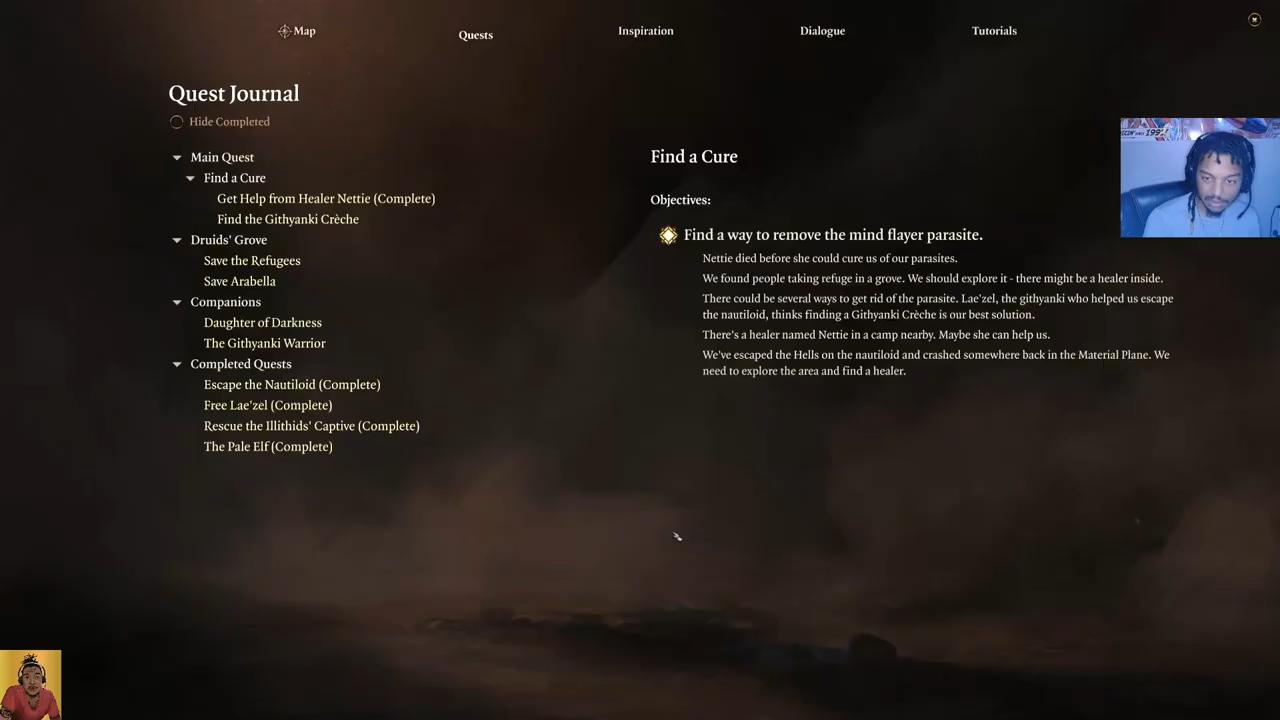 Map
Quests
Inspiration
Dialogue
Tutorials
Quest Journal
Hide Completed
Main Quest
Find a Cure
Get Help from Healer Nettie (Complete)
Find the Githyanki Crèche
Druids' Grove
Save the Refugees
Save Arabella
Companions
Daughter of Darkness
The Githyanki Warrior
Completed Quests
Escape the Nautiloid (Complete)
Free Lae'zel (Complete)
Rescue the Illithids' Captive (Complete)
The Pale Elf (Complete)
Find a Cure
Objectives:
Find a way to remove the mind flayer parasite.
Nettie died before she could cure us of our parasites.
We found people taking refuge in a grove. We should explore it - there might be a healer inside.
There could be several ways to get rid of the parasite. Lae'zel, the githyanki who helped us escape
the nautiloid, thinks finding a Githyanki Crèche is our best solution.
There's a healer named Nettie in a camp nearby. Maybe she can help us.
We've escaped the Hells on the nautiloid and crashed somewhere back in the Material Plane. We
need to explore the area and find a healer.